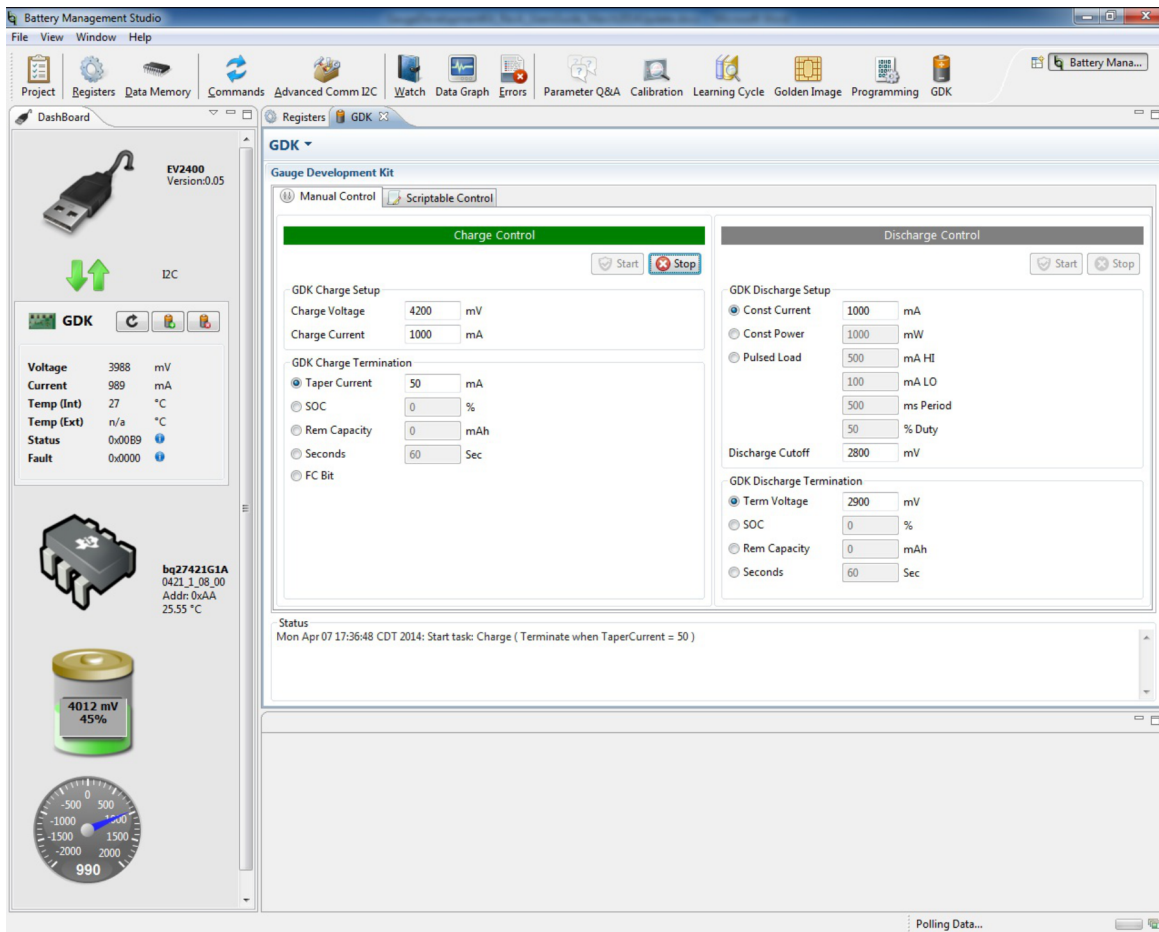 Battery Management Studio
File View Window Help
Project Registers Data Memory Commands Advanced Comm I2C Watch Data Graph Errors Parameter Q&A Calibration Learning Cycle Golden Image Programming GDK
Battery Mana...
DashBoard
Registers GDK
EV2400
Version:0.05
I2C
GDK
Voltage 3988 mV
Current 989 mA
Temp (Int) 27 °C
Temp (Ext) n/a °C
Status 0x00B9
Fault 0x0000
bq27421G1A
0421_1_08_00
Addr: 0xAA
25.55 °C
4012 mV
45%
0
-500 500
-1000 1000
-1500 1500
-2000 2000
990
GDK
Gauge Development Kit
Manual Control Scriptable Control
Charge Control
Start Stop
GDK Charge Setup
Charge Voltage 4200 mV
Charge Current 1000 mA
GDK Charge Termination
Taper Current 50 mA
SOC 0 %
Rem Capacity 0 mAh
Seconds 60 Sec
FC Bit
Discharge Control
Start Stop
GDK Discharge Setup
Const Current 1000 mA
Const Power 1000 mW
Pulsed Load 500 mA HI
100 mA LO
500 ms Period
50 % Duty
Discharge Cutoff 2800 mV
GDK Discharge Termination
Term Voltage 2900 mV
SOC 0 %
Rem Capacity 0 mAh
Seconds 60 Sec
Status
Mon Apr 07 17:36:48 CDT 2014: Start task: Charge ( Terminate when TaperCurrent = 50 )
Polling Data...